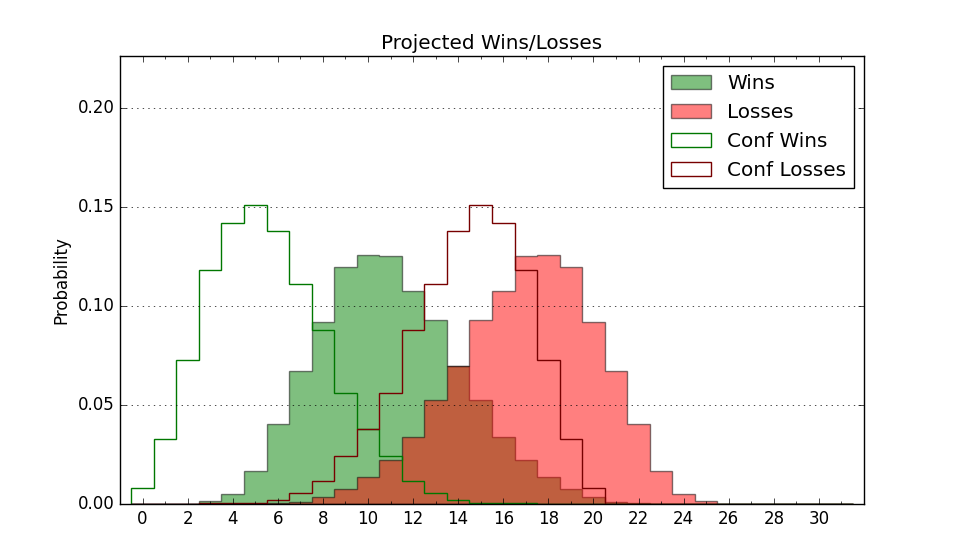 Projected Wins/Losses
Wins
Losses
Conf Wins
Conf Losses
Probability
0.20
0.15
0.10
0.05
0.00
0 2 4 6 8 10 12 14 16 18 20 22 24 26 28 30